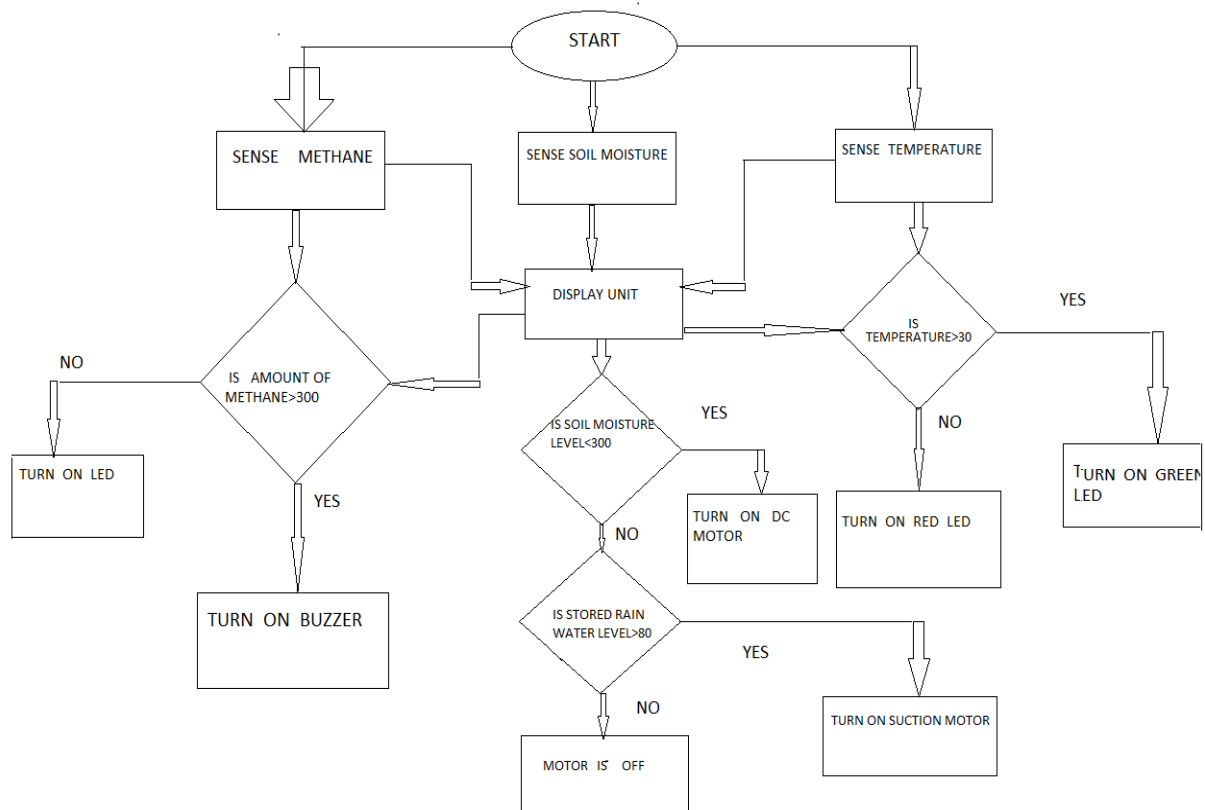 START
SENSE METHANE
SENSE SOIL MOISTURE
SENSE TEMPERATURE
DISPLAY UNIT
YES
IS
TEMPERATURE>30
NO
IS AMOUNT OF
METHANE>300
YES
IS SOIL MOISTURE
LEVEL<300
NO
TURN ON LED
TURN ON GREEN
LED
YES
TURN ON DC
MOTOR
TURN ON RED LED
NO
TURN ON BUZZER
IS STORED RAIN
WATER LEVEL>80
YES
NO
TURN ON SUCTION MOTOR
MOTOR IS OFF